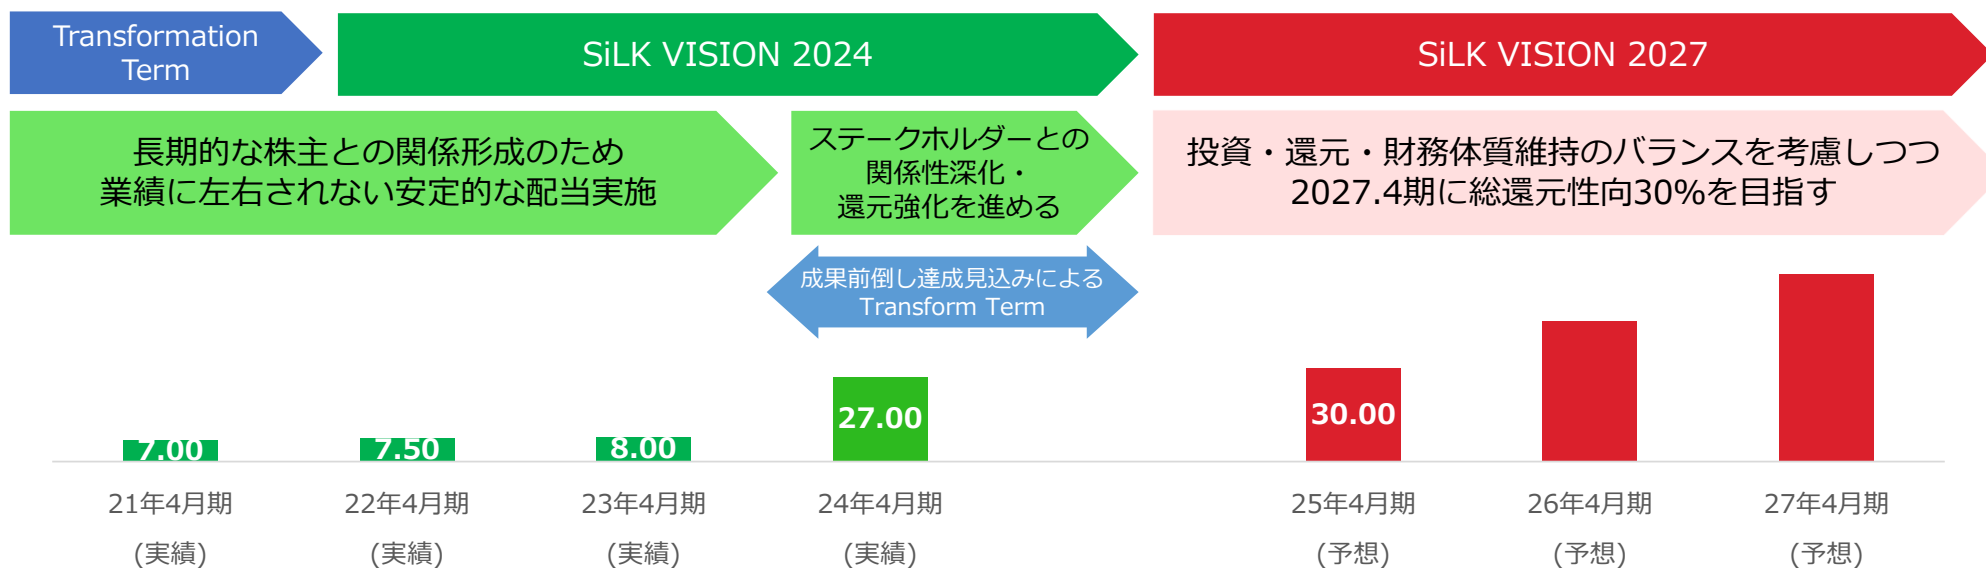 Transformation
Term
SiLK VISION 2024
SiLK VISION 2027
長期的な株主との関係形成のため
業績に左右されない安定的な配当実施
ステークホルダーとの
関係性深化・
還元強化を進める
投資・還元・財務体質維持のバランスを考慮しつつ
2027.4期に総還元性向30%を目指す
成果前倒し達成見込みによる
Transform Term
7.00
7.50
8.00
27.00
30.00
21年4月期
(実績)
22年4月期
(実績)
23年4月期
(実績)
24年4月期
(実績)
25年4月期
(予想)
26年4月期
(予想)
27年4月期
(予想)